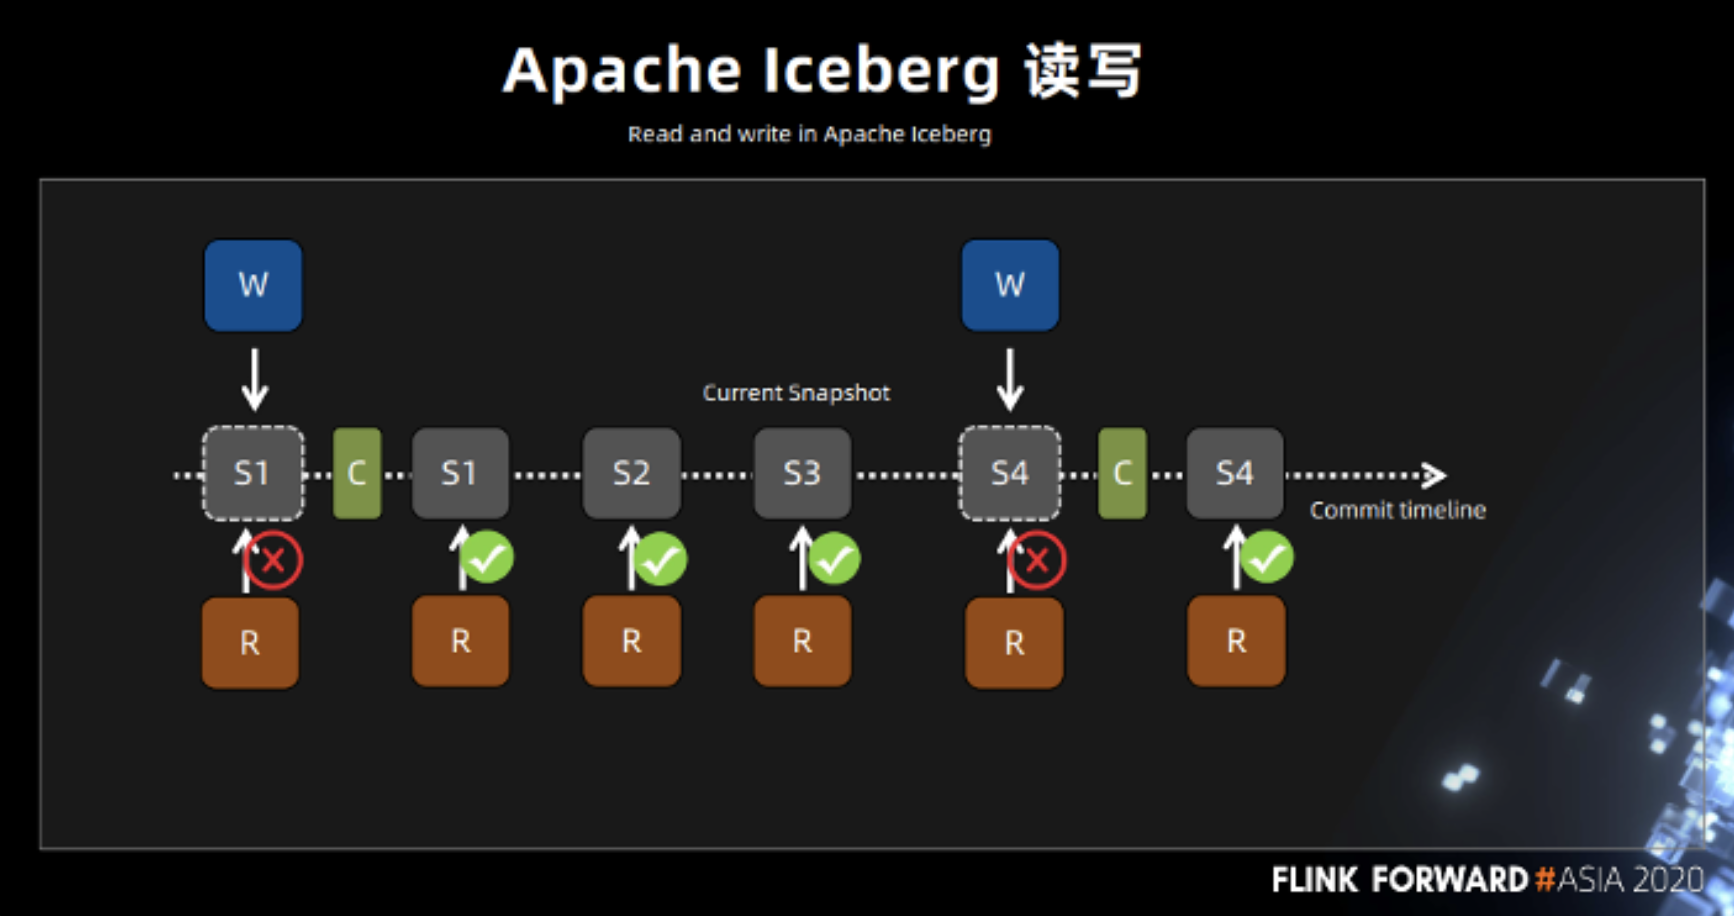 Apache Iceberg 读写
Read and write in Apache Iceberg
W
W
Current Snapshot
S1
C
S1
S2
S3
S4
C
S4
Commit timeline
R
R
R
R
R
R
FLINK FORWARD #ASIA 2020